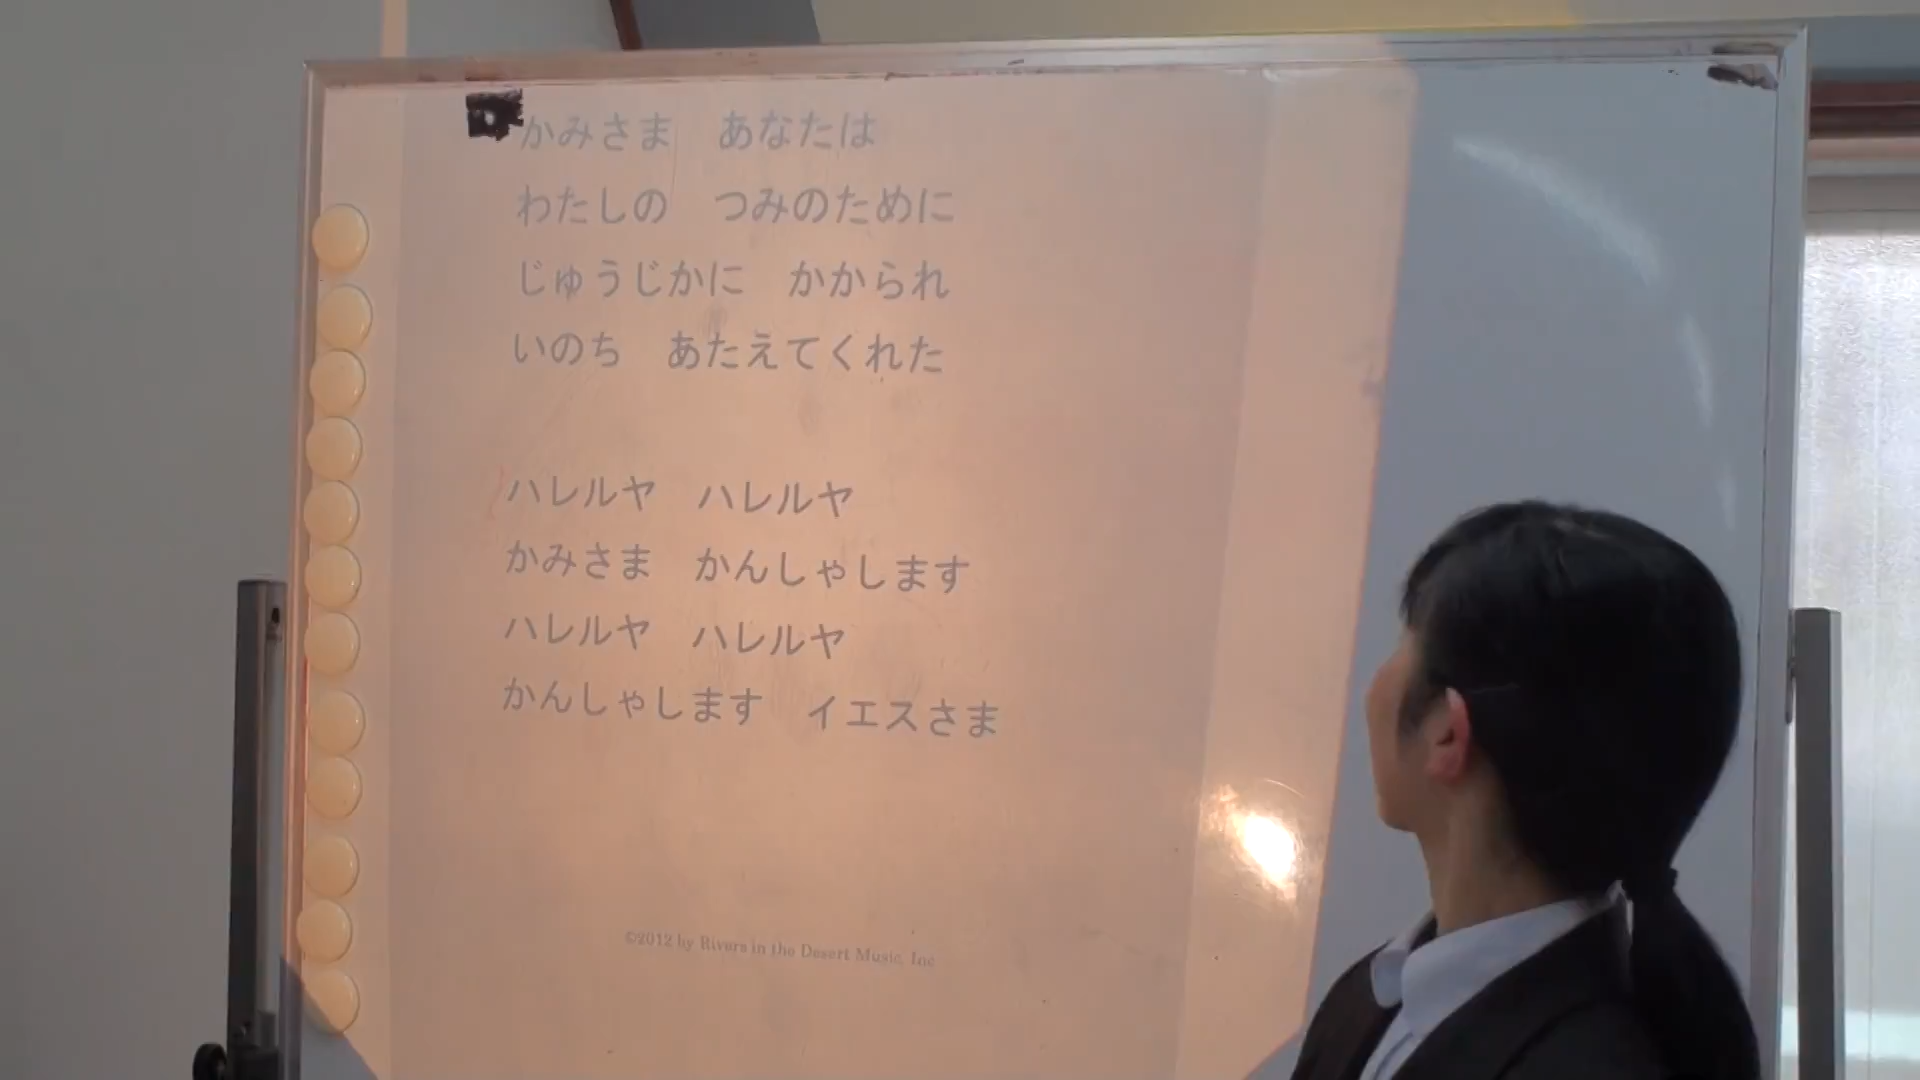 かみさま　あなたは
わたしの　つみのために
じゅうじかに　かかられ
いのち　あたえてくれた
ハレルヤ　ハレルヤ
かみさま　かんしゃします
ハレルヤ　ハレルヤ
かんしゃします　イエスさま
©2012 by Rivers in the Desert Music, Inc